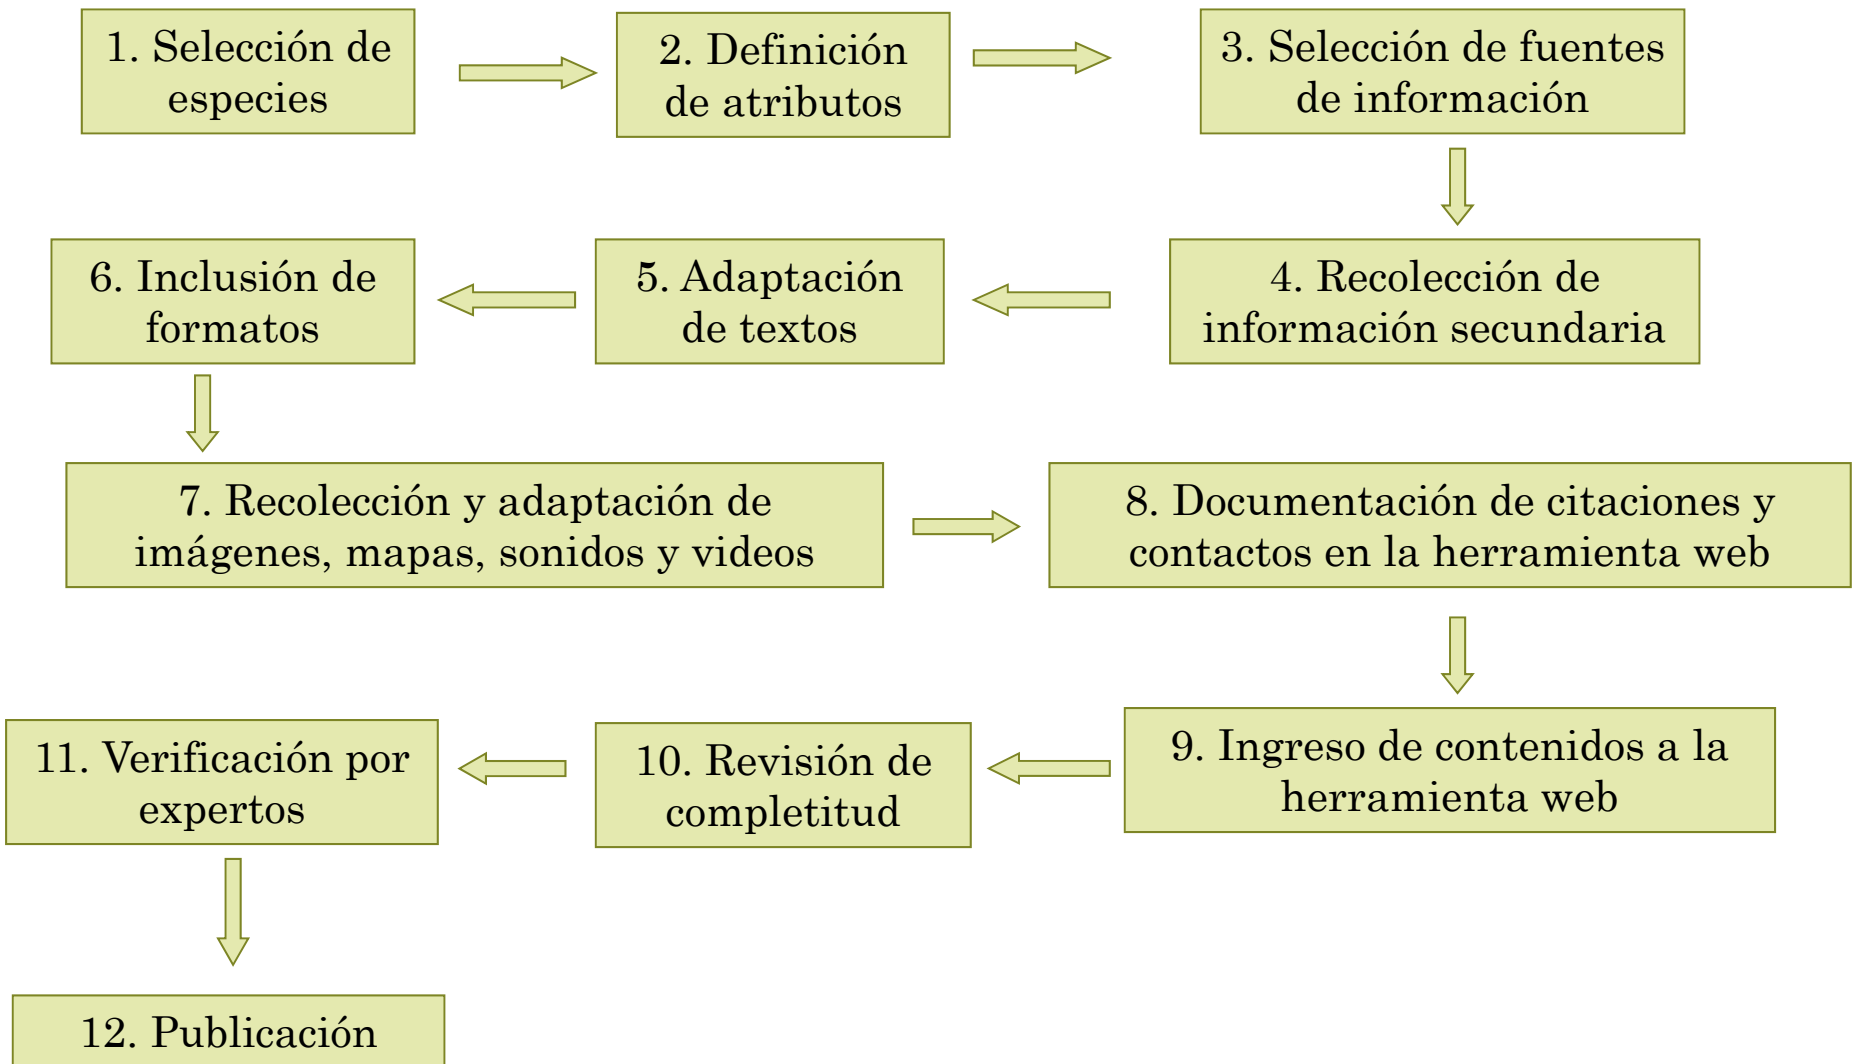 1. Selección de
especies
2. Definición
de atributos
3. Selección de fuentes
de información
4. Recolección de
información secundaria
5. Adaptación
de textos
6. Inclusión de
formatos
7. Recolección y adaptación de
imágenes, mapas, sonidos y videos
8. Documentación de citaciones y
contactos en la herramienta web
9. Ingreso de contenidos a la
herramienta web
10. Revisión de
completitud
11. Verificación por
expertos
12. Publicación